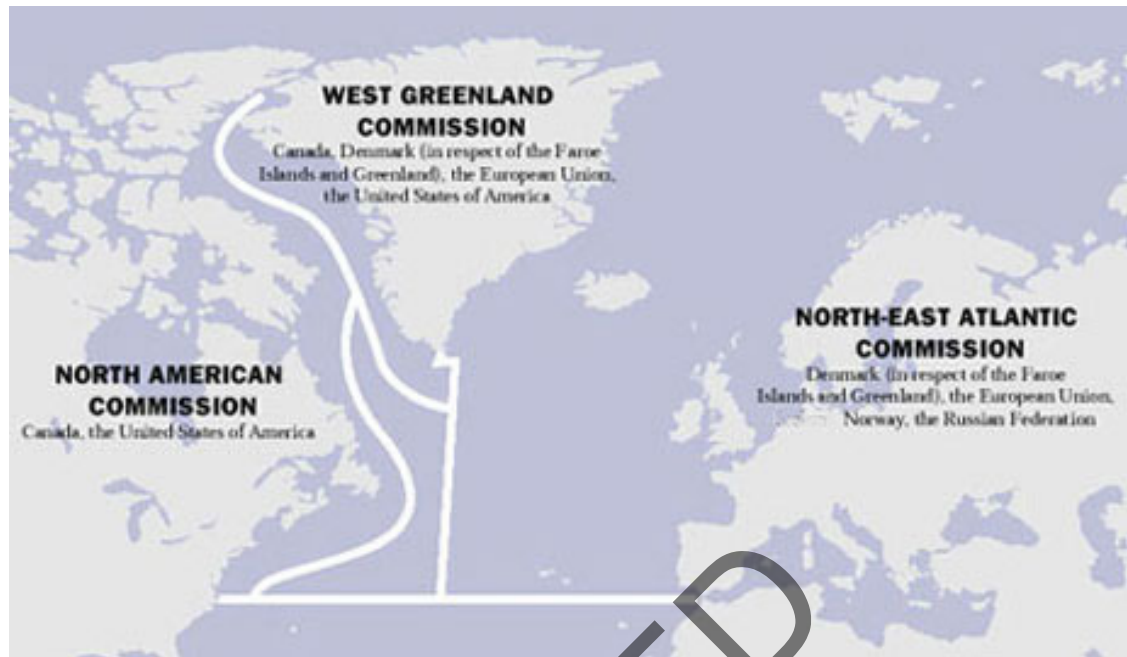 WEST GREENLAND
COMMISSION
Canada, Denmark (in respect of the Faroe
Islands and Greenland), the European Union,
the United States of America
NORTH-EAST ATLANTIC
COMMISSION
Denmark (in respect of the Faroe
Islands and Greenland), the European Union,
Norway, the Russian Federation
NORTH AMERICAN
COMMISSION
Canada, the United States of America